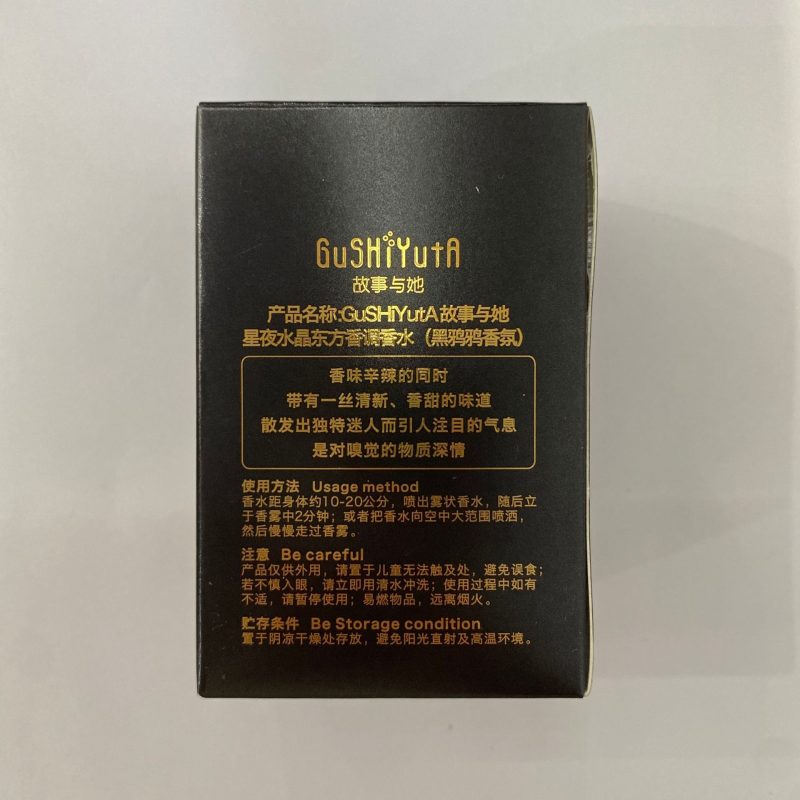 GuSHiYutA
故事与她
产品名称:GuSHiYutA 故事与她
星夜水晶东方香调香水（黑鸦鸦香氛）
香味辛辣的同时
带有一丝清新、香甜的味道
散发出独特迷人而引人注目的气息
是对嗅觉的物质深情
使用方法 Usage method
香水距身体约10-20公分，喷出雾状香水，随后立
于香雾中2分钟；或者把香水向空中大范围喷洒，
然后慢慢走过香雾。
注意 Be careful
产品仅供外用，请置于儿童无法触及处，避免误食；
若不慎入眼，请立即用清水冲洗；使用过程中如有
不适，请暂停使用；易燃物品，远离烟火。
贮存条件 Be Storage condition
置于阴凉干燥处存放，避免阳光直射及高温环境。